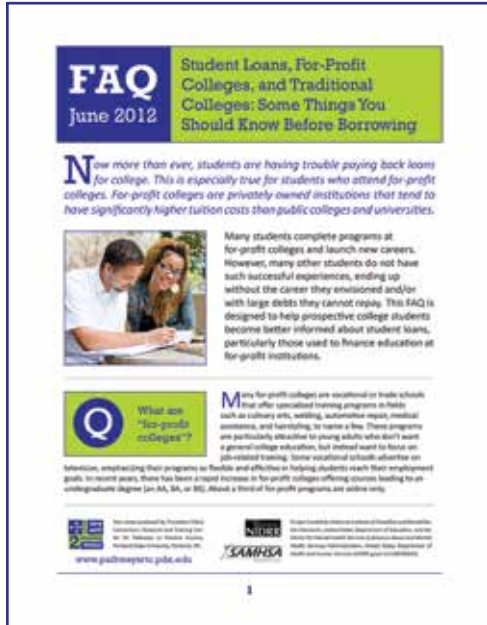 FAQ
June 2012
Student Loans, For-Profit
Colleges, and Traditional
Colleges: Some Things You
Should Know Before Borrowing
Now more than ever, students are having trouble paying back loans
for college. This is especially true for students who attend for-profit
colleges. For-profit colleges are privately owned institutions that tend to
have significantly higher tuition costs than public colleges and universities.
Many students complete programs at
for-profit colleges and launch new careers.
However, many other students do not have
such successful experiences, ending up
without the career they envisioned and/or
with large debts they cannot repay. This FAQ is
designed to help prospective college students
become better informed about student loans,
particularly those used to finance education at
for-profit institutions.
Q
What are
"for-profit
colleges"?
Many for-profit colleges are vocational or trade schools
that offer specialized training programs in fields
such as culinary arts, welding, automotive repair, medical
assistance, and hairstyling, to name a few. These programs
are particularly attractive to young adults who don't want
a general college education, but instead want to focus on
job-related training. Some vocational schools advertise on
television, emphasizing their programs as flexible and effective in helping students reach their employment
goals. In recent years, there has been a rapid increase in for-profit colleges offering courses leading to an
undergraduate degree (an AA, BA, or BS). About a third of for-profit programs are online only.
www.pathwaysrtc.pdx.edu
NIDRR
SAMHSA
1